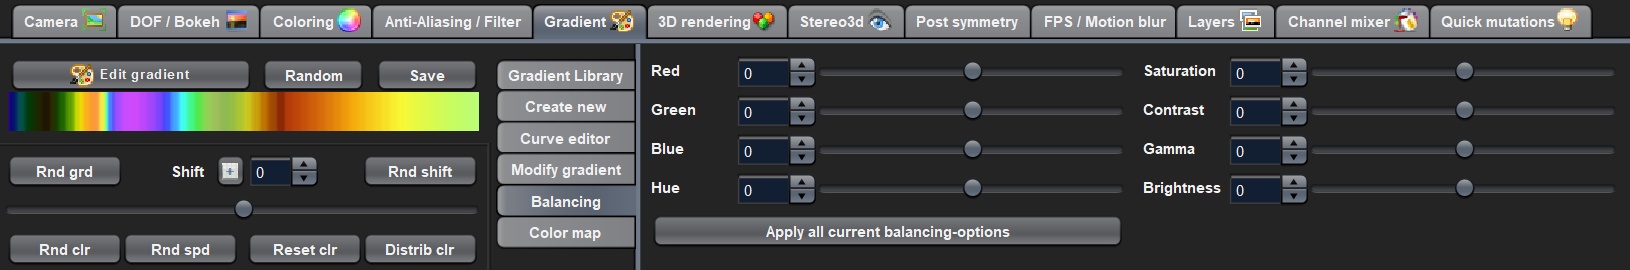 Camera DOF / Bokeh Coloring Anti-Aliasing / Filter Gradient 3D rendering Stereo3d Post symmetry FPS / Motion blur Layers Channel mixer Quick mutations
Edit gradient Random Save
Rnd grd Shift 0 Rnd shift
Rnd clr Rnd spd Reset clr Distrib clr
Gradient Library
Create new
Curve editor
Modify gradient
Balancing
Color map
Red 0 Saturation 0
Green 0 Contrast 0
Blue 0 Gamma 0
Hue 0 Brightness 0
Apply all current balancing-options